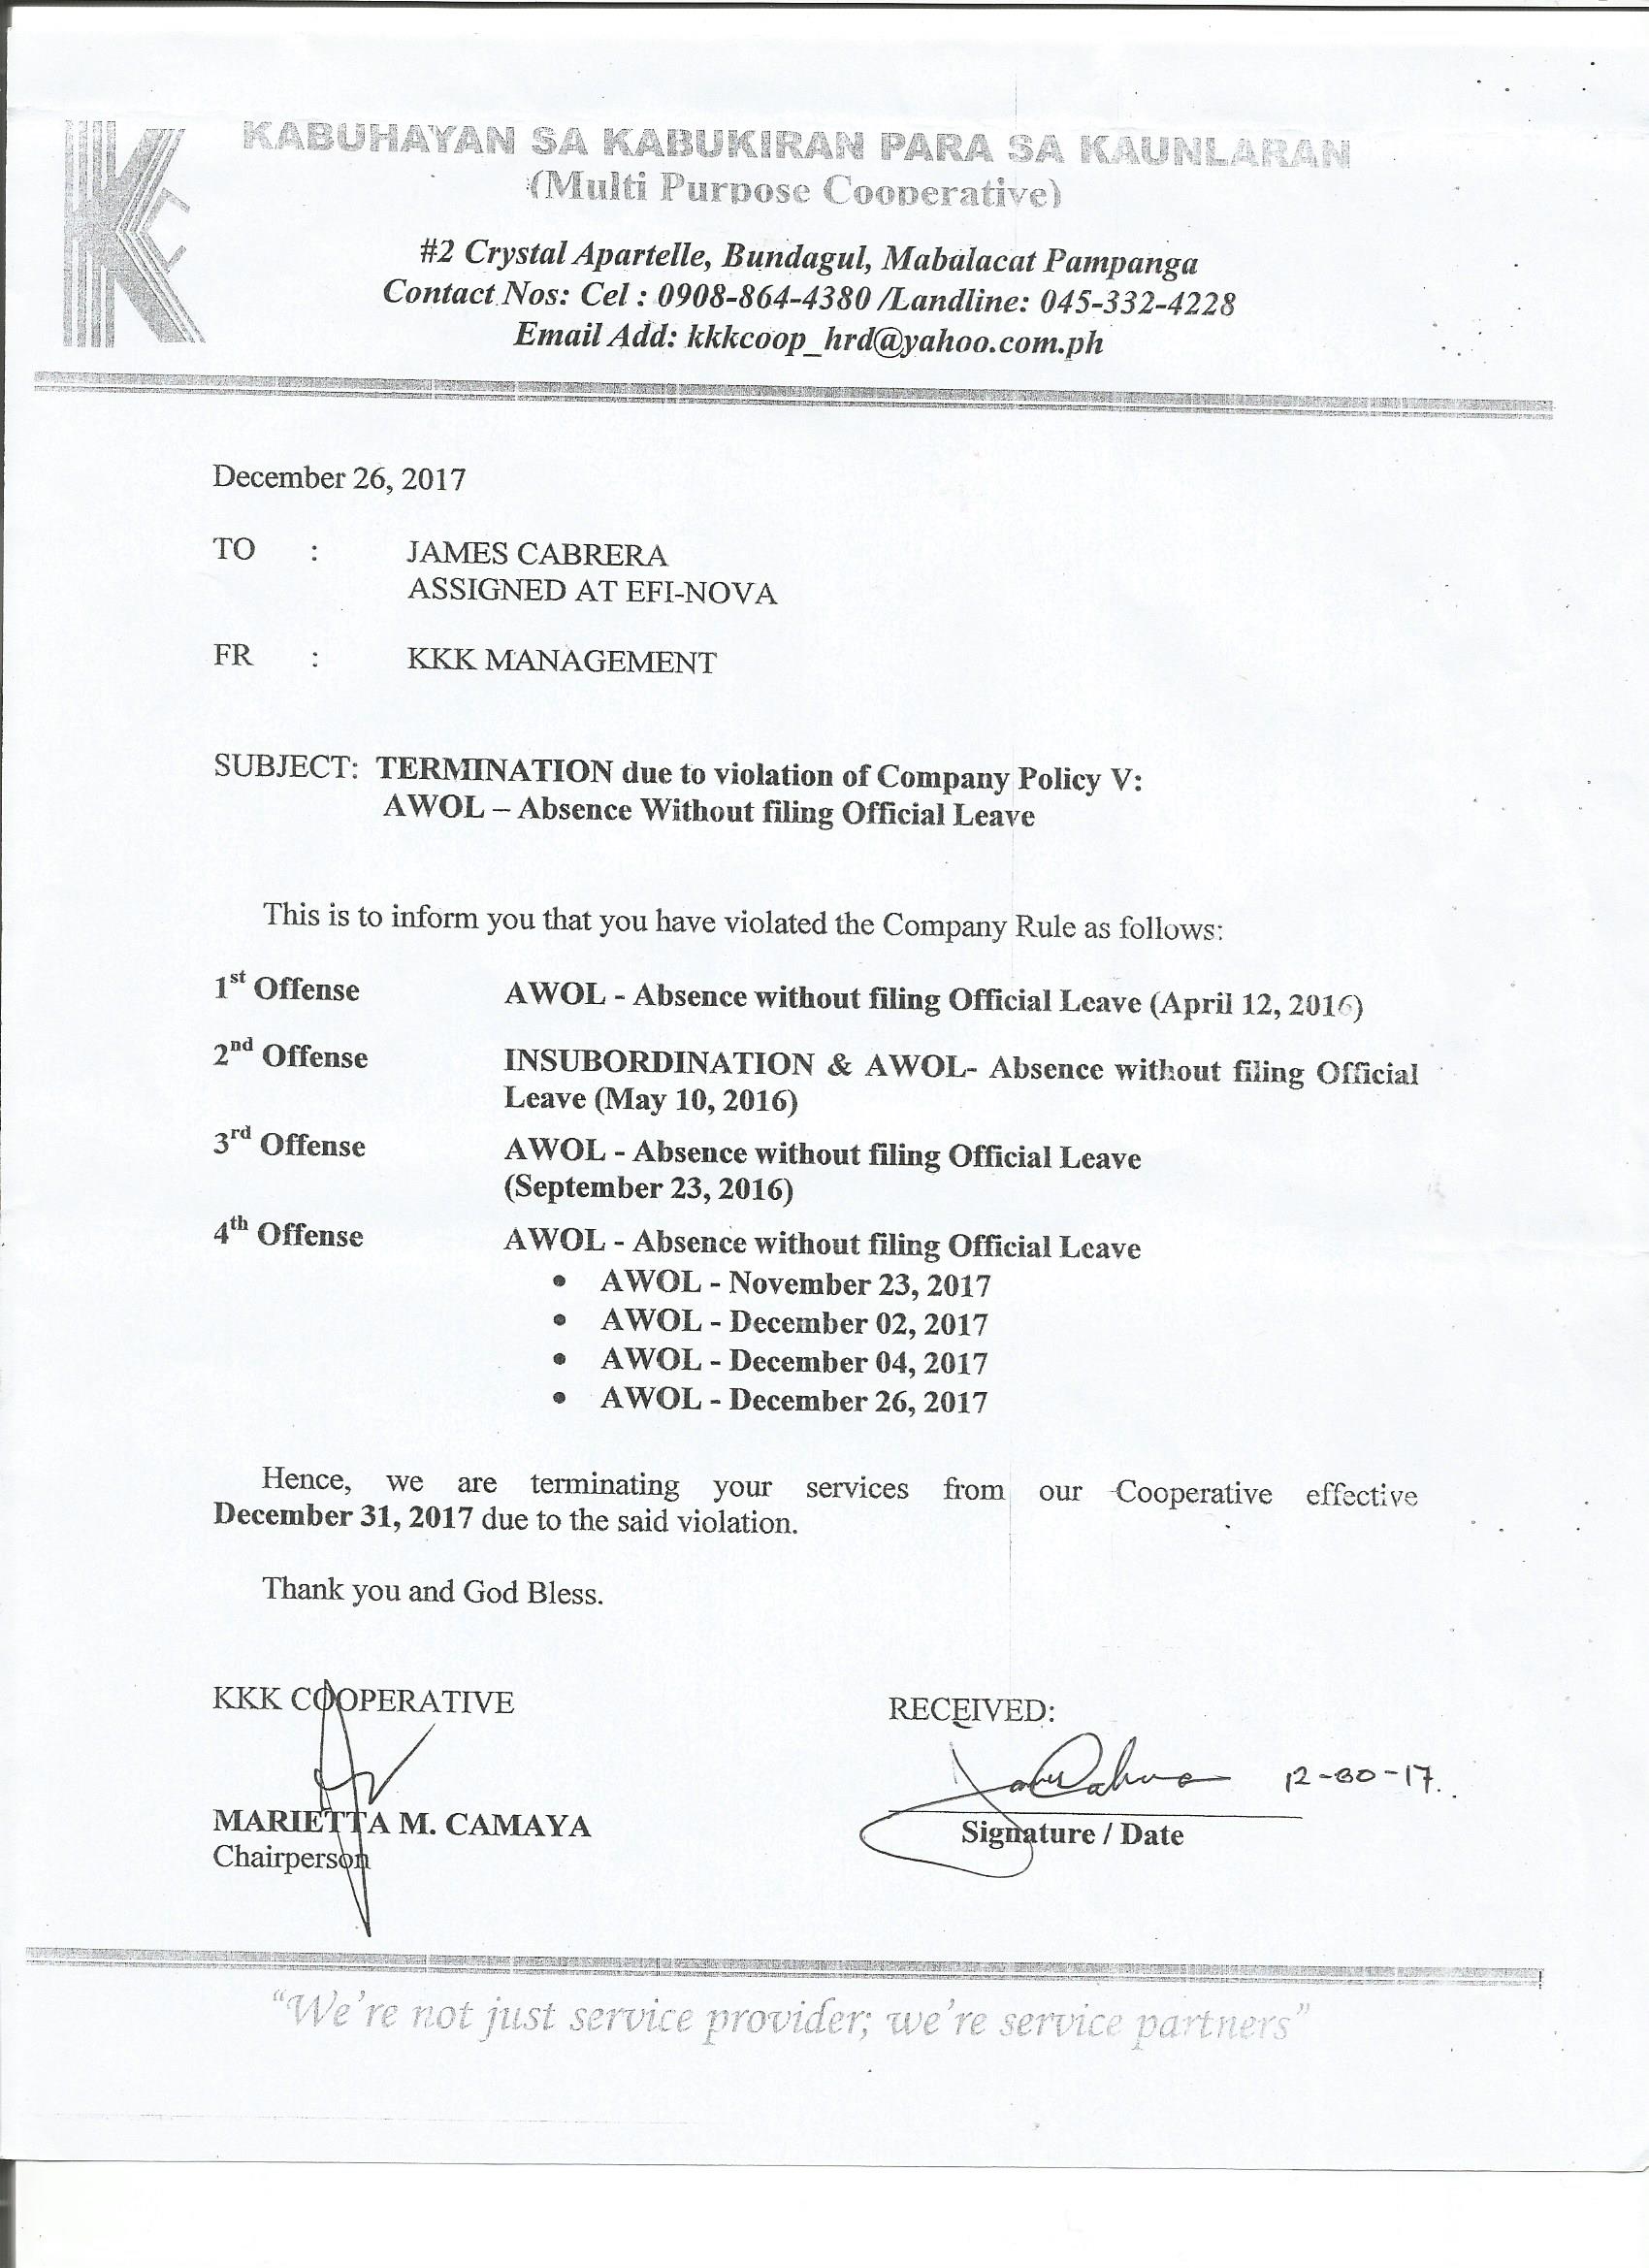 KABUHAYAN SA KABUKIRAN PARA SA KAUNLARAN
(Multi Purpose Cooperative)
#2 Crystal Apartelle, Bundagul, Mabalacat Pampanga
Contact Nos: Cel : 0908-864-4380 /Landline: 045-332-4228
Email Add: kkkcoop_hrd@yahoo.com.ph
December 26, 2017
TO : JAMES CABRERA
ASSIGNED AT EFI-NOVA
FR : KKK MANAGEMENT
SUBJECT: TERMINATION due to violation of Company Policy V:
AWOL – Absence Without filing Official Leave
This is to inform you that you have violated the Company Rule as follows:
1st Offense AWOL - Absence without filing Official Leave (April 12, 2016)
2nd Offense INSUBORDINATION & AWOL- Absence without filing Official
Leave (May 10, 2016)
3rd Offense AWOL - Absence without filing Official Leave
(September 23, 2016)
4th Offense AWOL - Absence without filing Official Leave
• AWOL - November 23, 2017
• AWOL - December 02, 2017
• AWOL - December 04, 2017
• AWOL - December 26, 2017
Hence, we are terminating your services from our Cooperative effective
December 31, 2017 due to the said violation.
Thank you and God Bless.
KKK COOPERATIVE RECEIVED:
12-30-17.
MARIETTA M. CAMAYA Signature / Date
Chairperson
"We're not just service provider; we're service partners"